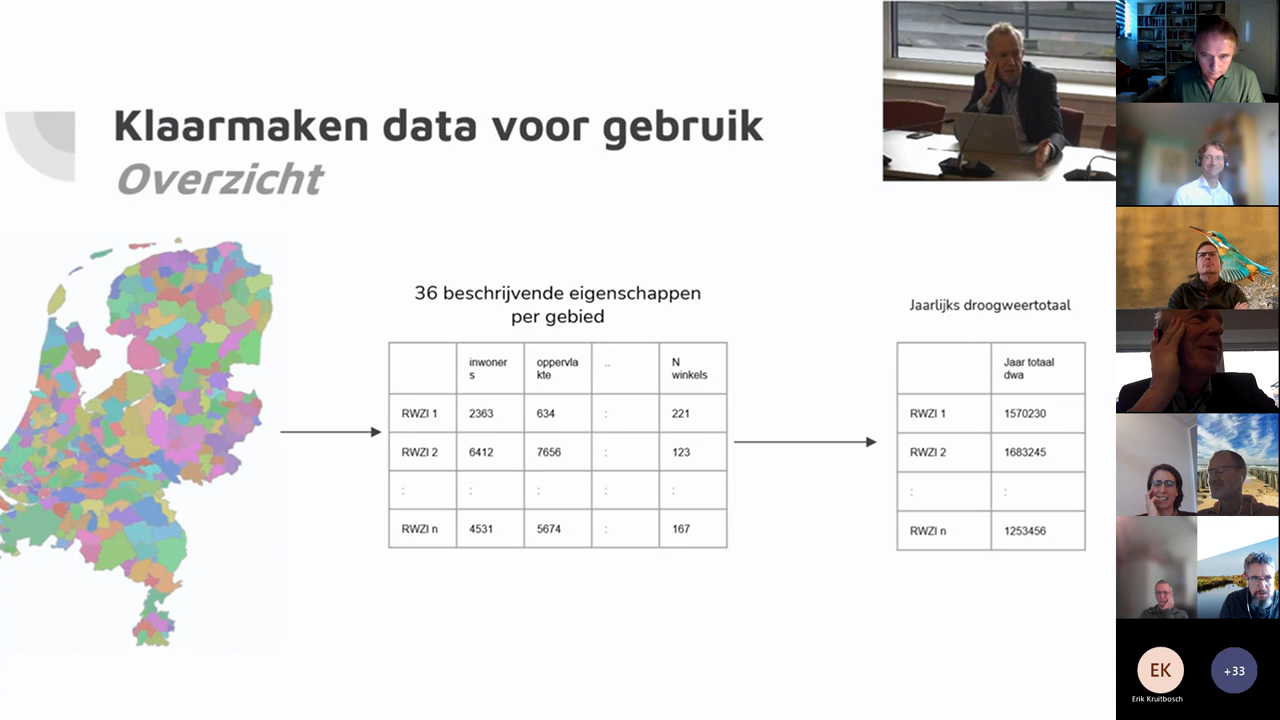 Klaarmaken data voor gebruik
Overzicht
36 beschrijvende eigenschappen
per gebied
inwoner
s
oppervla
kte
..
N
winkels
RWZI 1 2363 634 : 221
RWZI 2 6412 7656 : 123
: : : : :
RWZI n 4531 5674 : 167
Jaarlijks droogweertotaal
Jaar totaal
dwa
RWZI 1 1570230
RWZI 2 1683245
: :
RWZI n 1253456
EK
Erik Kruitbosch
+33